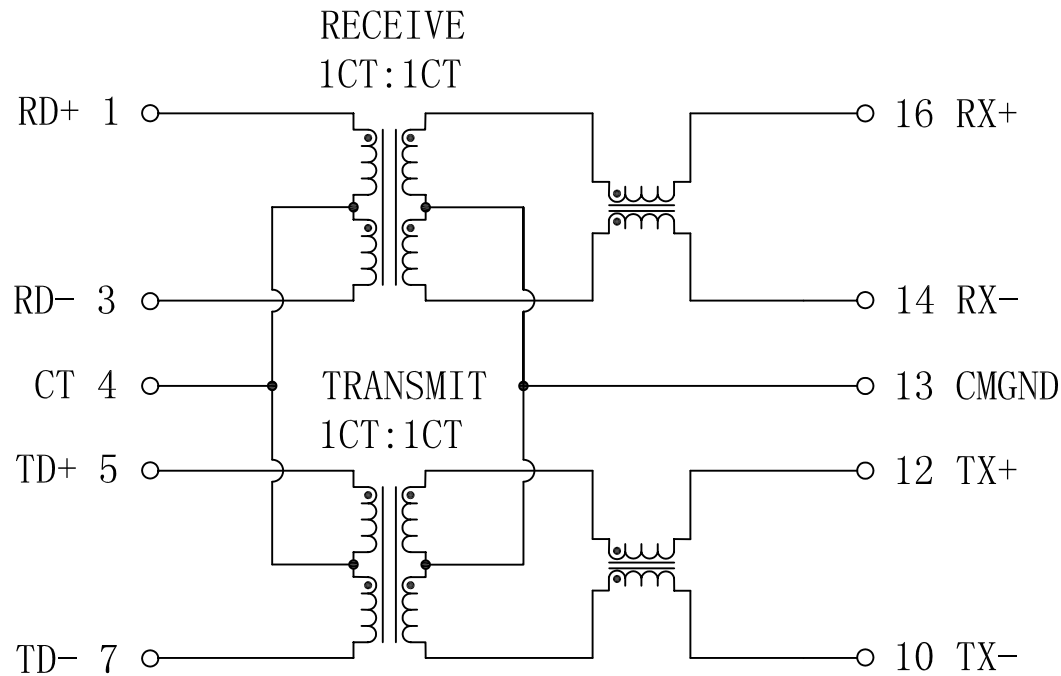 RECEIVE
1CT:1CT
RD+ 1
16 RX+
RD- 3
14 RX-
CT 4
TRANSMIT
13 CMGND
1CT:1CT
TD+ 5
12 TX+
TD- 7
10 TX-